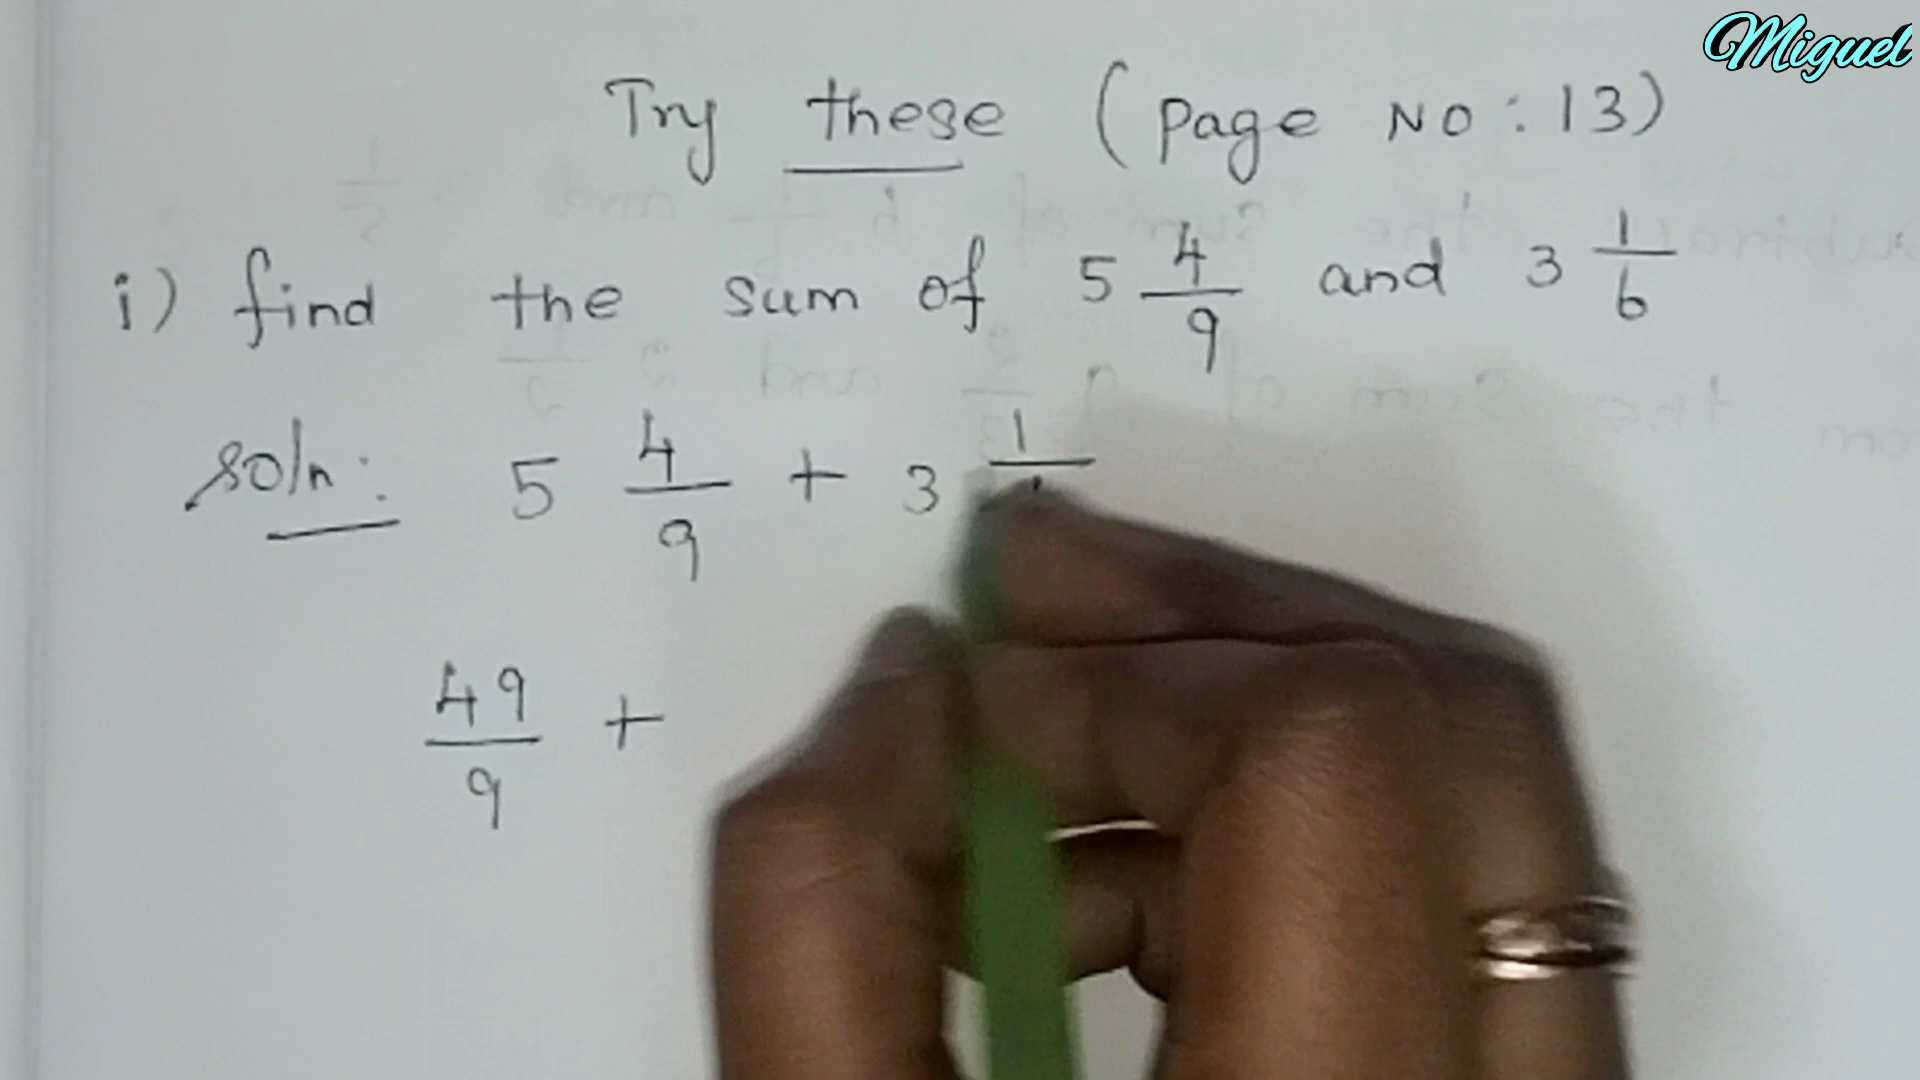 Miguel
Try these (page No: 13)
i) find the sum of 5 4/9 and 3 1/6
soln: 5 4/9 + 3 1/
49/9 +